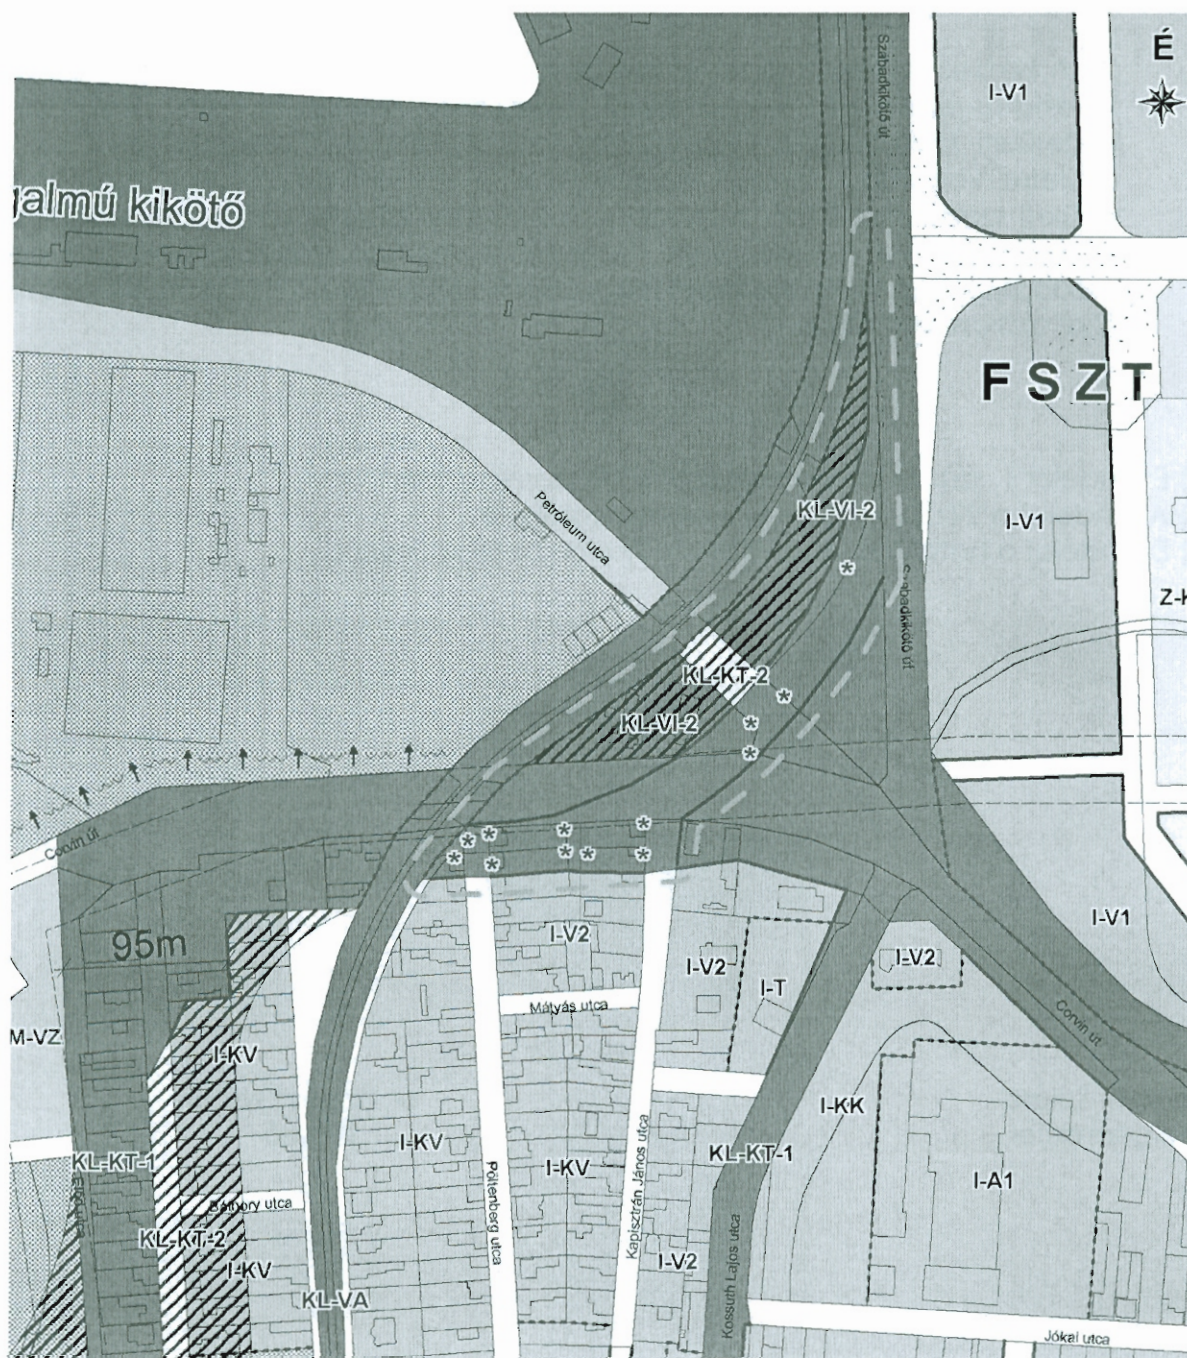 Szabadkikötő út
I-V1
É
galmú kikötő
F S Z T
KL-VI-2
I-V1
Petróleum utca
Szabadkikötő út
KL-KT-2
KL-VI-2
Corvin út
95m
I-V2
I-V2
I-V2
I-V1
I-T
Mátyás utca
Corvin út
M-VZ
I-KV
I-KK
I-KV
I-KV
KL-KT-1
KL-KT-1
I-A1
Báthory utca
Pöltenberg utca
Kapisztrán János utca
KL-KT-2
I-KV
I-V2
KL-VA
Kossuth Lajos utca
Jókai utca